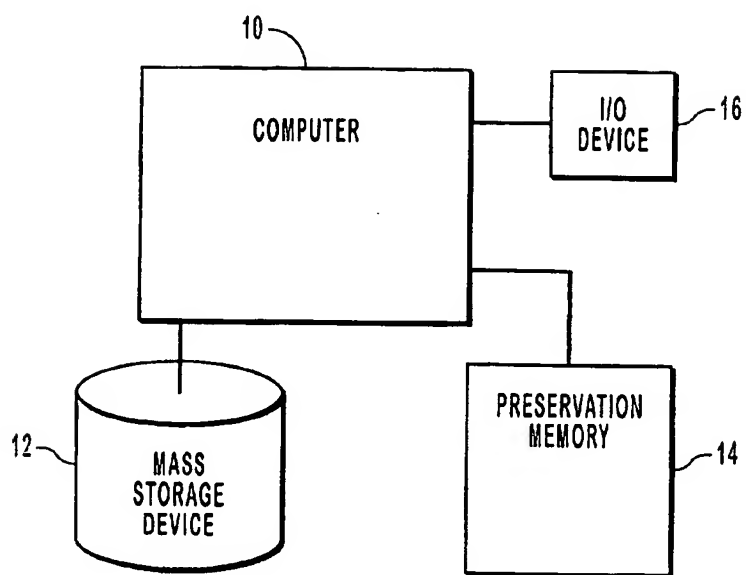 10
COMPUTER
I/O
DEVICE
16
12
MASS
STORAGE
DEVICE
PRESERVATION
MEMORY
14